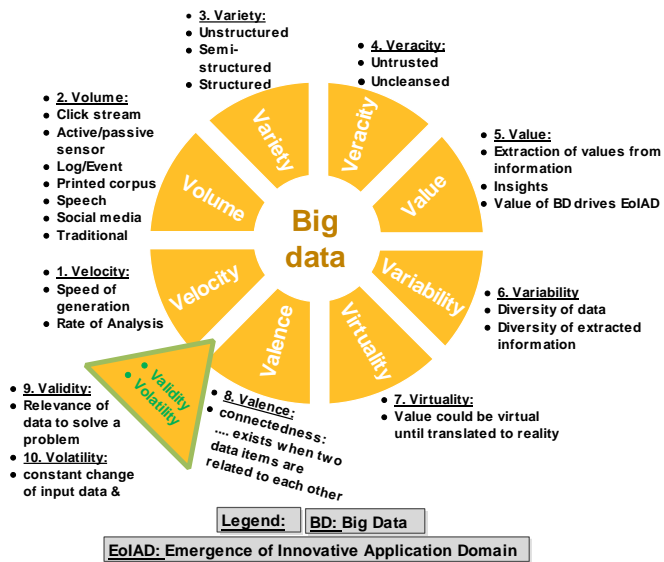 3. Variety:
Unstructured
Semi-
structured
Structured
4. Veracity:
Untrusted
Uncleansed
2. Volume:
Click stream
Active/passive
sensor
Log/Event
Printed corpus
Speech
Social media
Traditional
5. Value:
Extraction of values from
information
Insights
Value of BD drives EoIAD
1. Velocity:
Speed of
generation
Rate of Analysis
6. Variability
Diversity of data
Diversity of extracted
information
Variety
Veracity
Volume
Value
Big
data
Velocity
Variability
Valence
Virtuality
Validity
Volatility
9. Validity:
Relevance of
data to solve a
problem
10. Volatility:
constant change
of input data &
8. Valence:
connectedness:
.... exists when two
data items are
related to each other
7. Virtuality:
Value could be virtual
until translated to reality
Legend:
BD: Big Data
EoIAD: Emergence of Innovative Application Domain